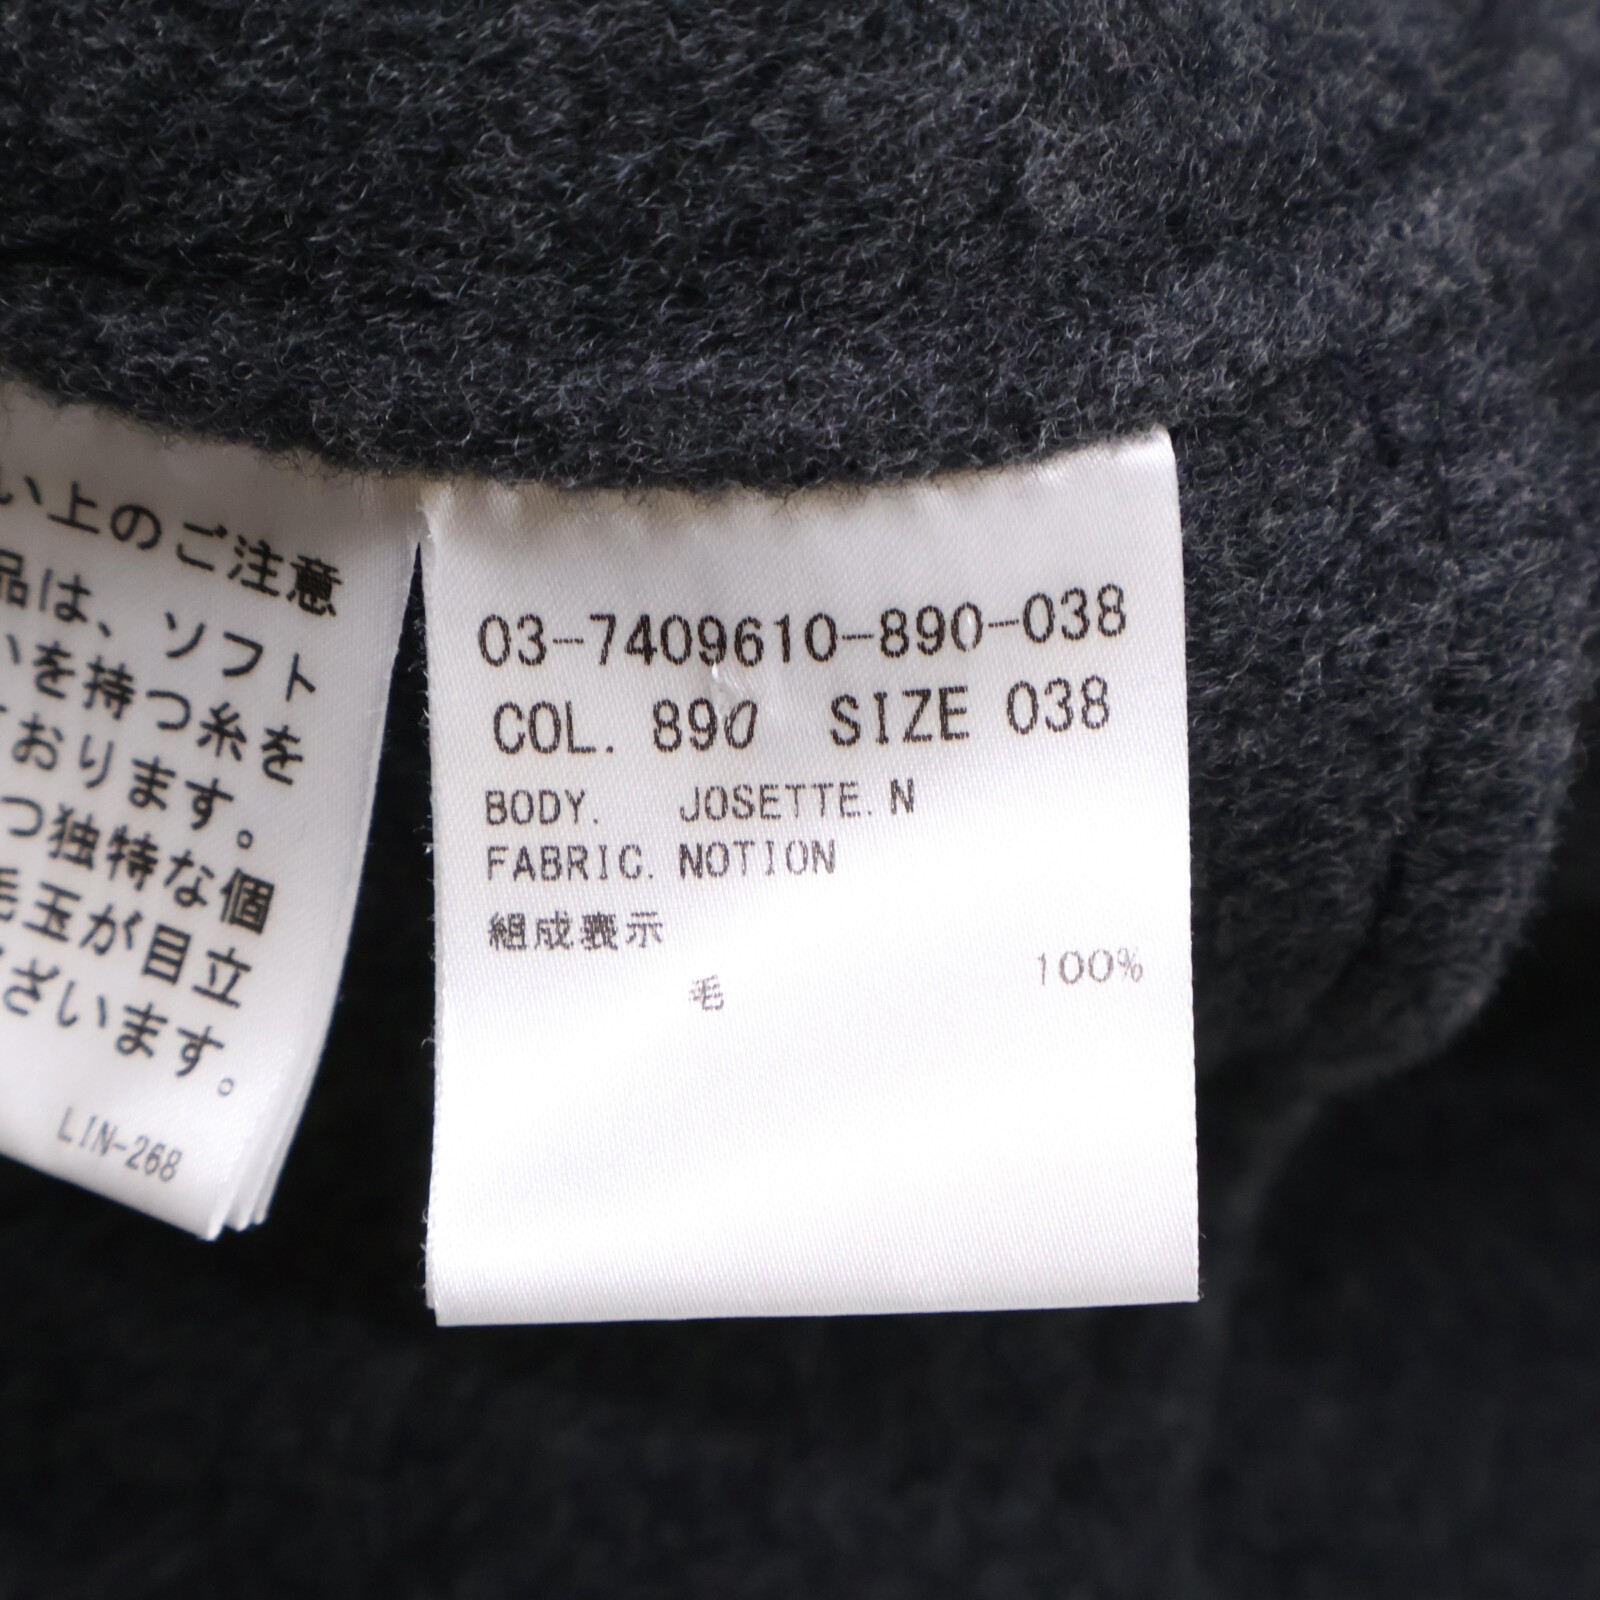 い上のご注意
品は、ソフト
いを持つ糸を
おります。
つ独特な個
毛玉が目立
ざいます。
LIN-268
03-7409610-890-038
COL. 890 SIZE 038
BODY. JOSETTE. N
FABRIC. NOTION
組成表示
毛 100%